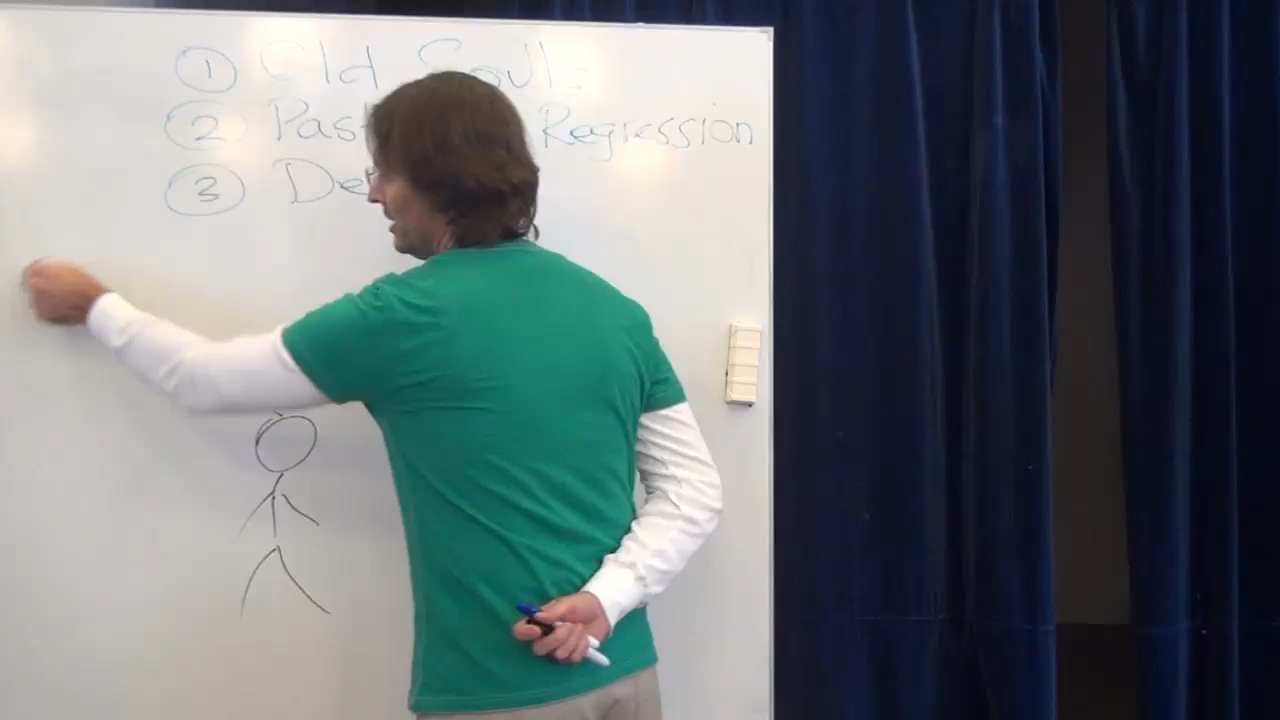 ① Old Souls
② Past Regression
③